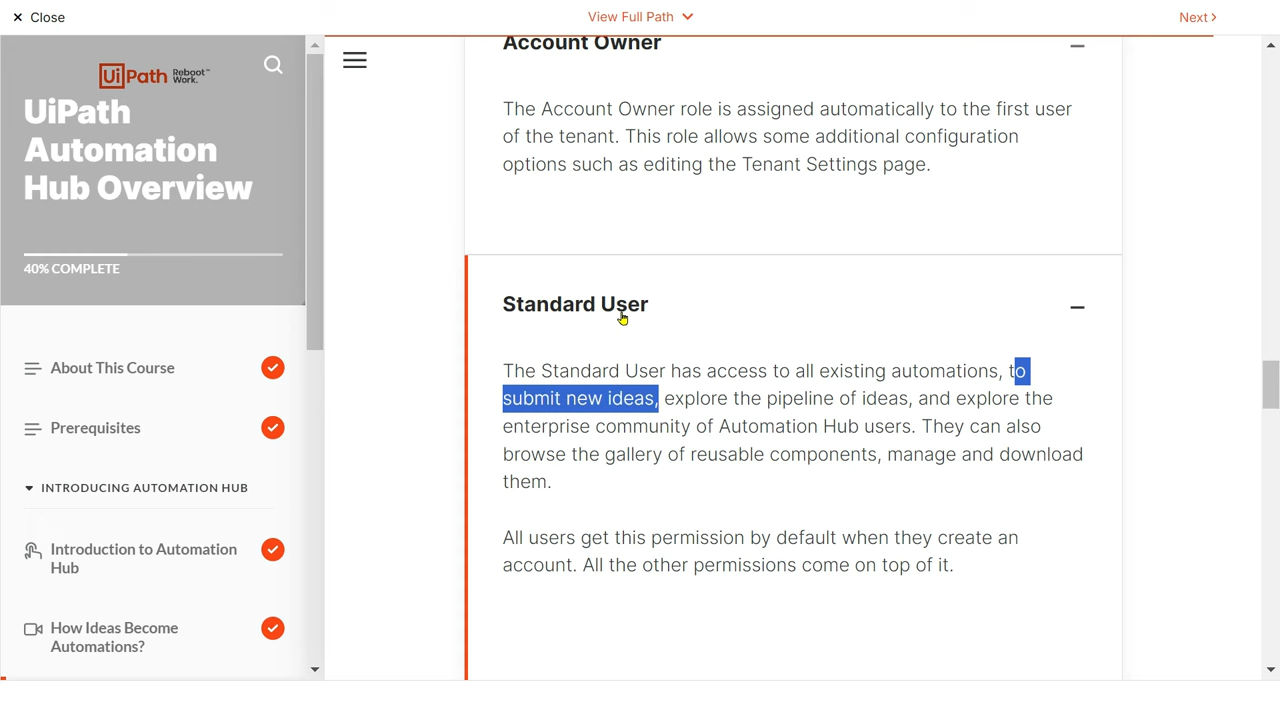 Close
View Full Path
Next
UiPath Reboot Work.™
UiPath
Automation
Hub Overview
40% COMPLETE
About This Course
Prerequisites
INTRODUCING AUTOMATION HUB
Introduction to Automation
Hub
How Ideas Become
Automations?
Account Owner
The Account Owner role is assigned automatically to the first user
of the tenant. This role allows some additional configuration
options such as editing the Tenant Settings page.
Standard User
The Standard User has access to all existing automations, to
submit new ideas, explore the pipeline of ideas, and explore the
enterprise community of Automation Hub users. They can also
browse the gallery of reusable components, manage and download
them.
All users get this permission by default when they create an
account. All the other permissions come on top of it.